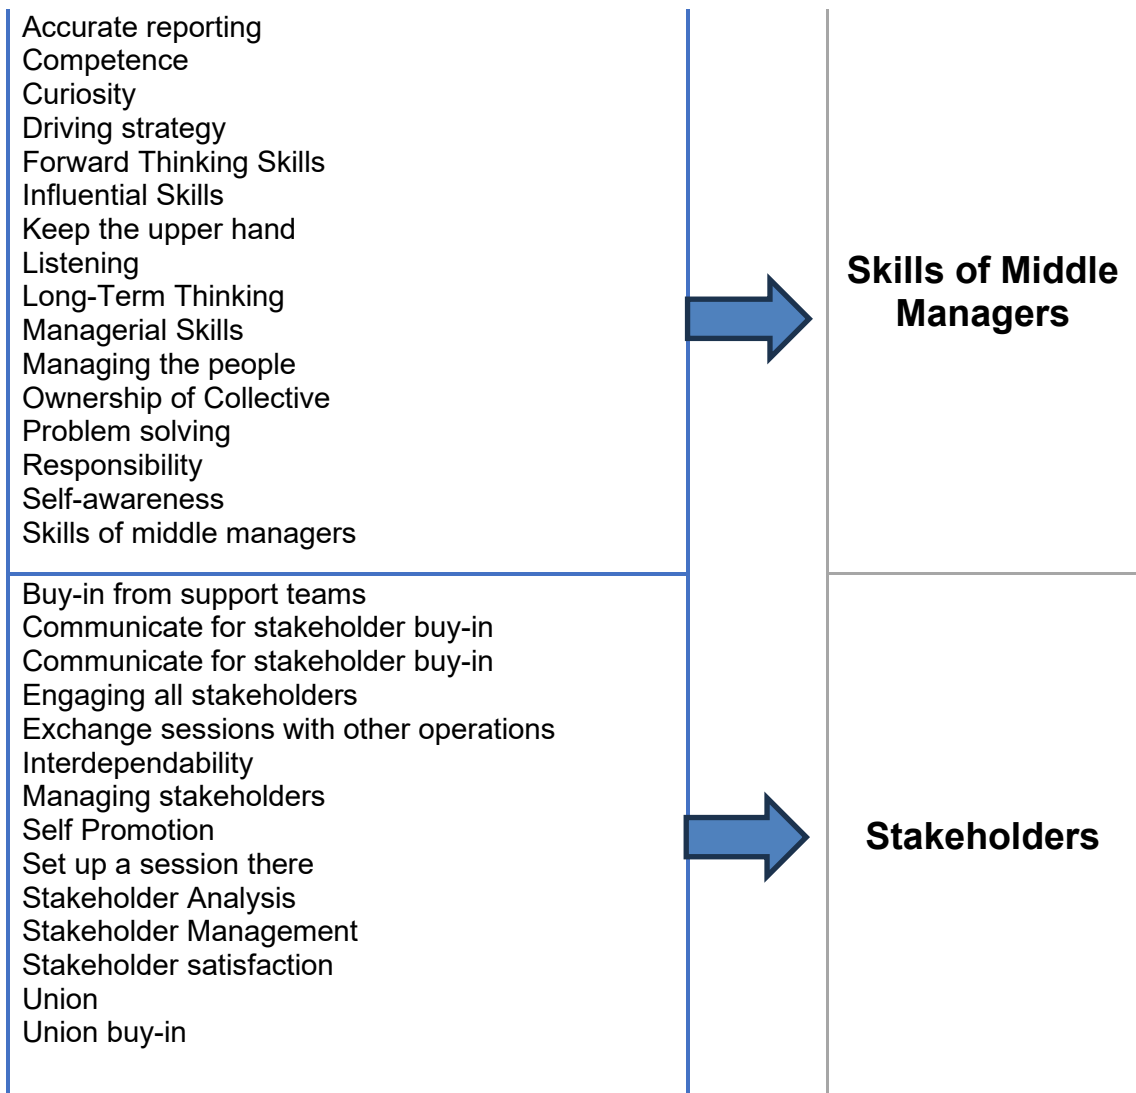 Accurate reporting
Competence
Curiosity
Driving strategy
Forward Thinking Skills
Influential Skills
Keep the upper hand
Listening
Long-Term Thinking
Managerial Skills
Managing the people
Ownership of Collective
Problem solving
Responsibility
Self-awareness
Skills of middle managers
Skills of Middle
Managers
Buy-in from support teams
Communicate for stakeholder buy-in
Communicate for stakeholder buy-in
Engaging all stakeholders
Exchange sessions with other operations
Interdependability
Managing stakeholders
Self Promotion
Set up a session there
Stakeholder Analysis
Stakeholder Management
Stakeholder satisfaction
Union
Union buy-in
Stakeholders